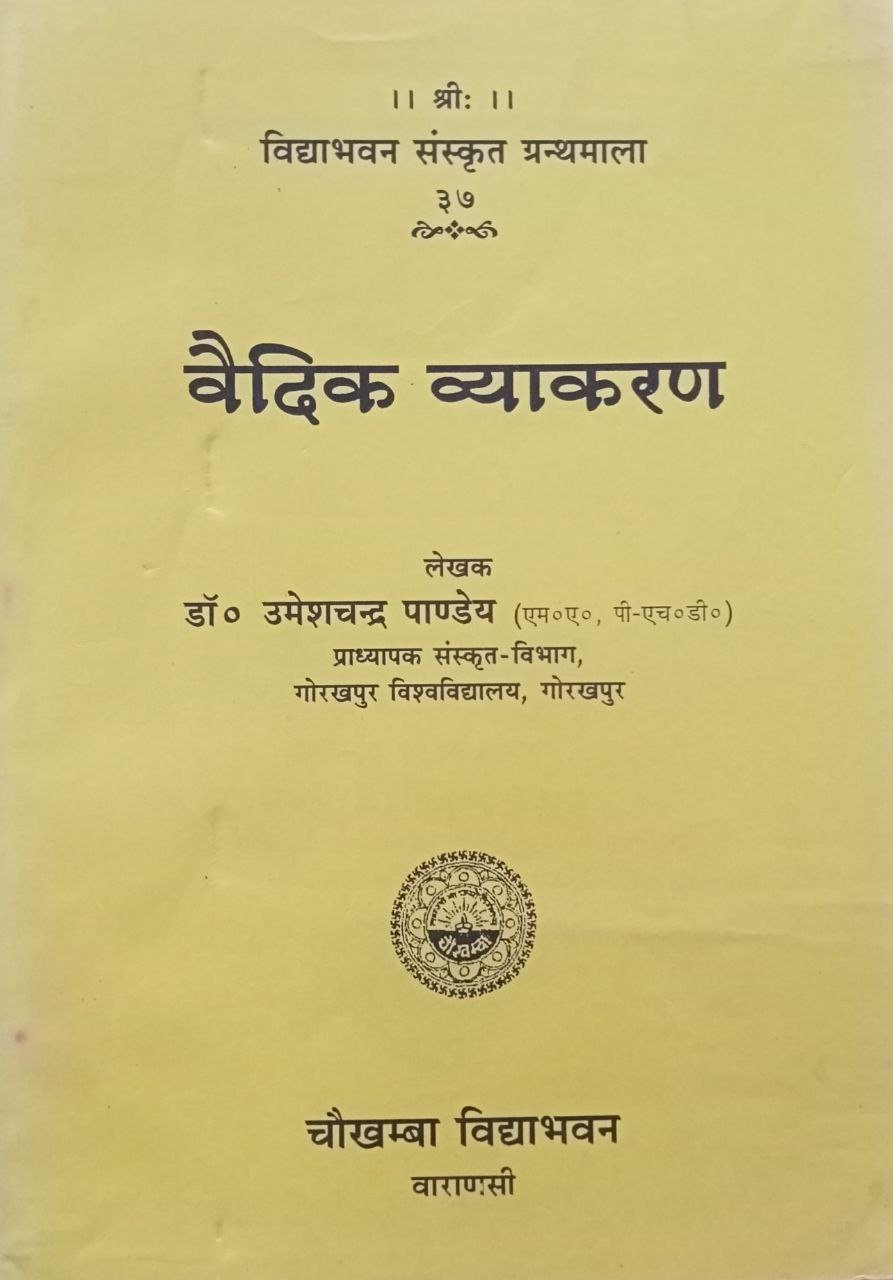 ।। श्रीः ।।
विद्याभवन संस्कृत ग्रन्थमाला
३७
वैदिक व्याकरण
लेखक
डॉ० उमेशचन्द्र पाण्डेय (एम०ए०, पी-एच०डी०)
प्राध्यापक संस्कृत-विभाग,
गोरखपुर विश्वविद्यालय, गोरखपुर
चौखम्बा
चौखम्बा विद्याभवन
वाराणसी